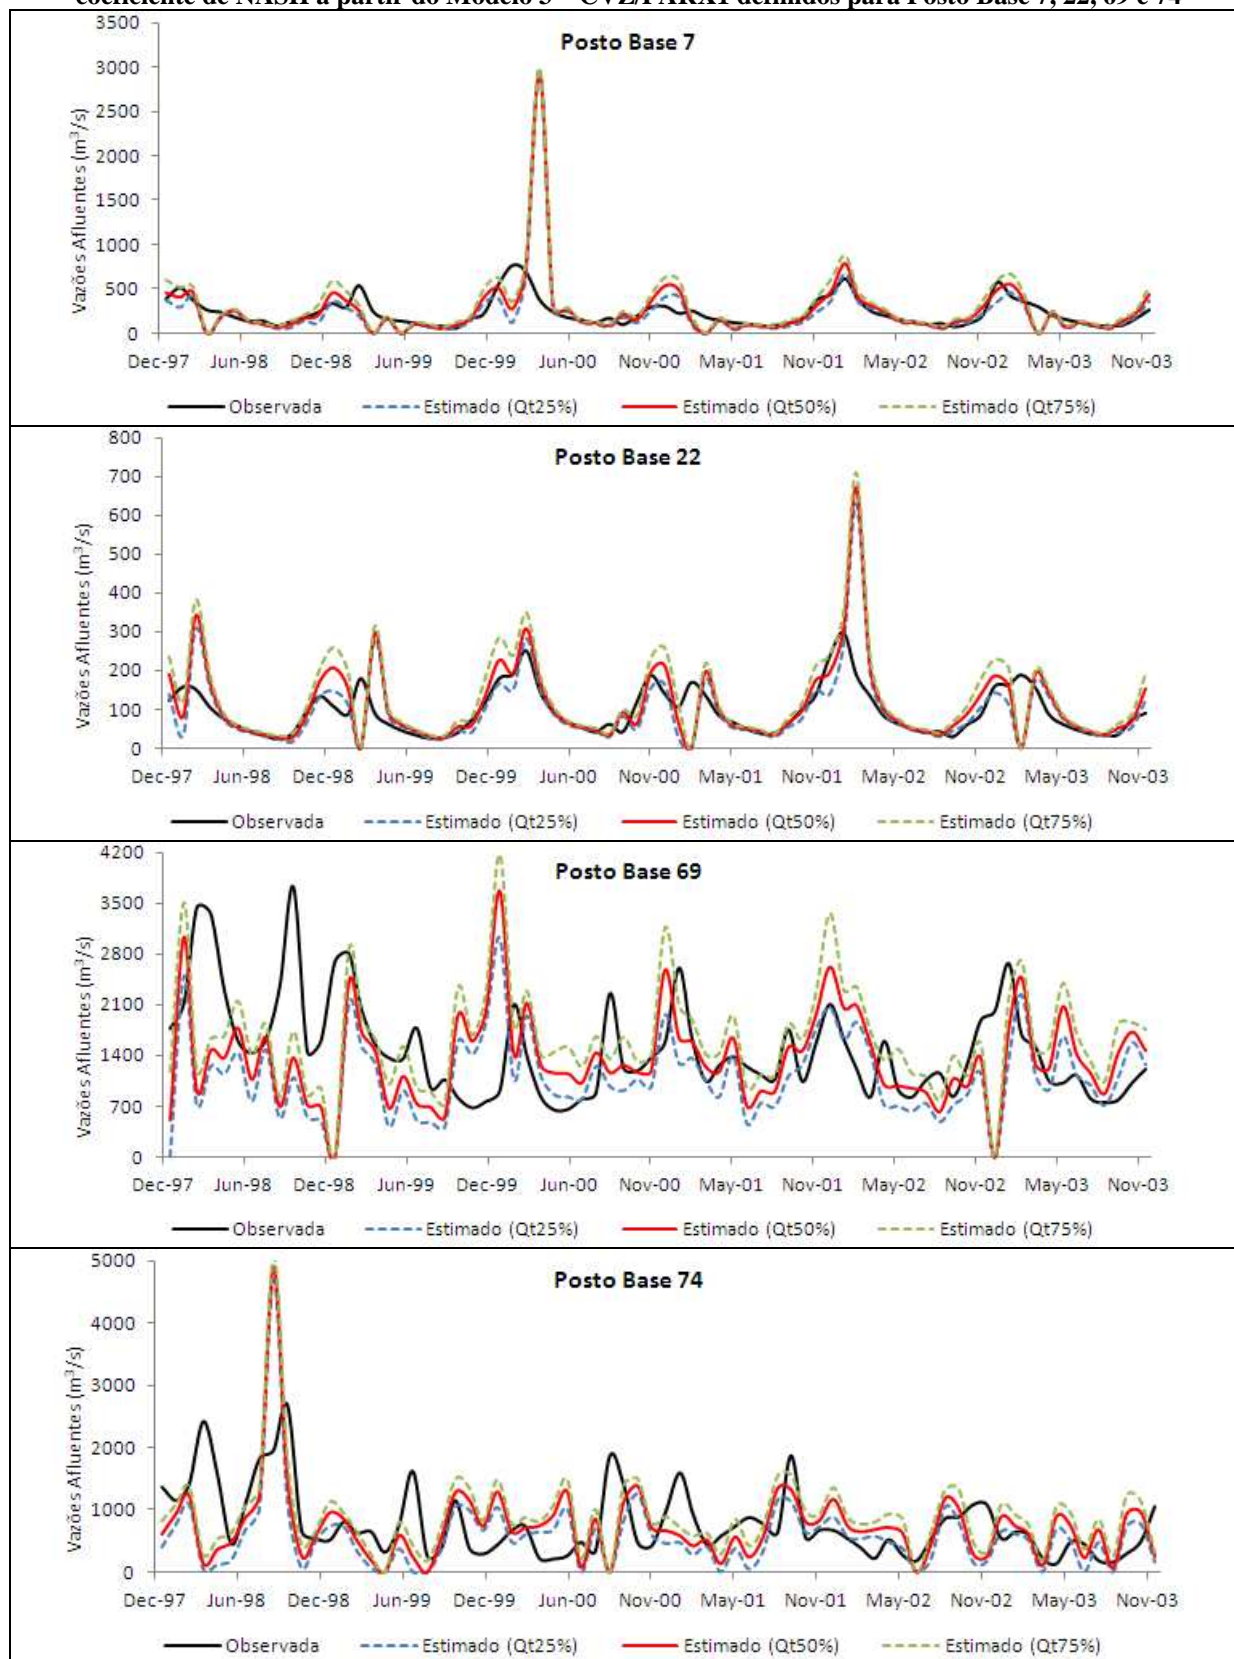 coeficiente de NASH a partir do Modelo 3 – CVZ/PARX1 definidos para Posto Base 7, 22, 69 e 74
Posto Base 7
Vazões Afluentes (m³/s)
3500
3000
2500
2000
1500
1000
500
0
Dec-97 Jun-98 Dec-98 Jun-99 Dec-99 Jun-00 Nov-00 May-01 Nov-01 May-02 Nov-02 May-03 Nov-03
Observada Estimado (Qt25%) Estimado (Qt50%) Estimado (Qt75%)
Posto Base 22
Vazões Afluentes (m³/s)
800
700
600
500
400
300
200
100
0
Dec-97 Jun-98 Dec-98 Jun-99 Dec-99 Jun-00 Nov-00 May-01 Nov-01 May-02 Nov-02 May-03 Nov-03
Observada Estimado (Qt25%) Estimado (Qt50%) Estimado (Qt75%)
Posto Base 69
Vazões Afluentes (m³/s)
4200
3500
2800
2100
1400
700
0
Dec-97 Jun-98 Dec-98 Jun-99 Dec-99 Jun-00 Nov-00 May-01 Nov-01 May-02 Nov-02 May-03 Nov-03
Observada Estimado (Qt25%) Estimado (Qt50%) Estimado (Qt75%)
Posto Base 74
Vazões Afluentes (m³/s)
5000
4000
3000
2000
1000
0
Dec-97 Jun-98 Dec-98 Jun-99 Dec-99 Jun-00 Nov-00 May-01 Nov-01 May-02 Nov-02 May-03 Nov-03
Observada Estimado (Qt25%) Estimado (Qt50%) Estimado (Qt75%)